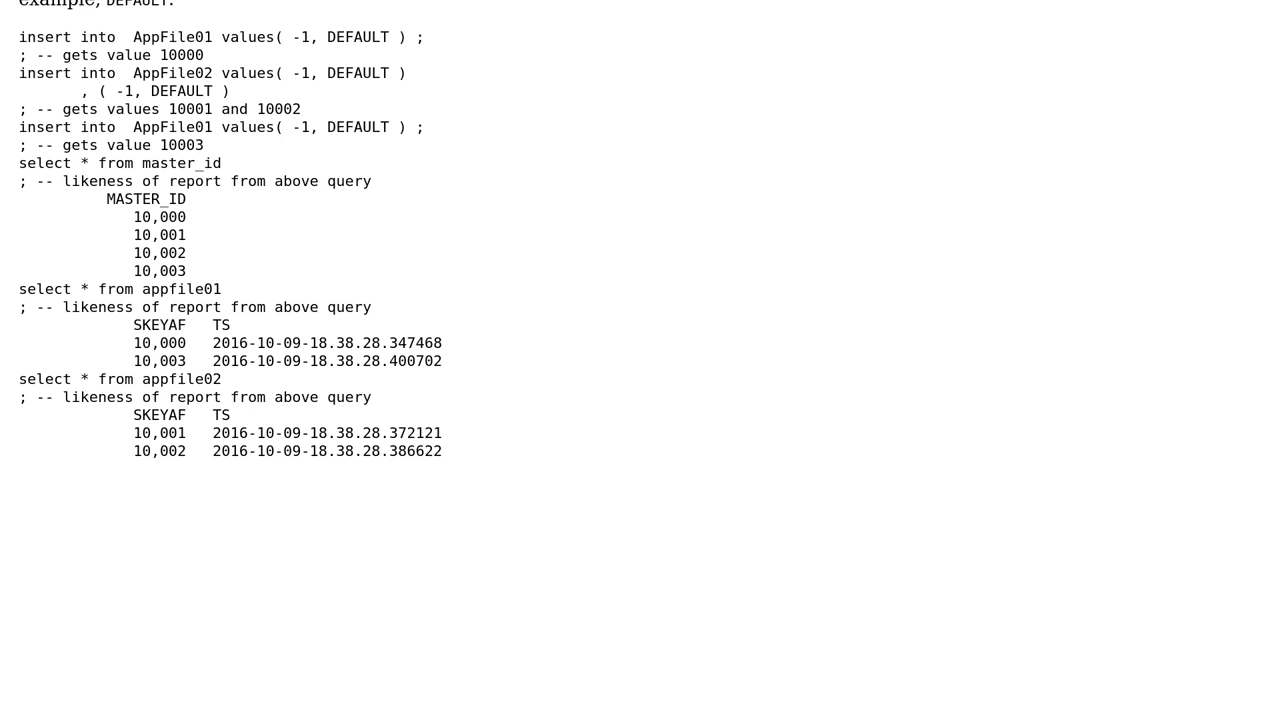 example, DEFAULT.
insert into  AppFile01 values( -1, DEFAULT ) ;
; -- gets value 10000
insert into  AppFile02 values( -1, DEFAULT )
       , ( -1, DEFAULT )
; -- gets values 10001 and 10002
insert into  AppFile01 values( -1, DEFAULT ) ;
; -- gets value 10003
select * from master_id
; -- likeness of report from above query
          MASTER_ID
             10,000
             10,001
             10,002
             10,003
select * from appfile01
; -- likeness of report from above query
             SKEYAF   TS
             10,000   2016-10-09-18.38.28.347468
             10,003   2016-10-09-18.38.28.400702
select * from appfile02
; -- likeness of report from above query
             SKEYAF   TS
             10,001   2016-10-09-18.38.28.372121
             10,002   2016-10-09-18.38.28.386622